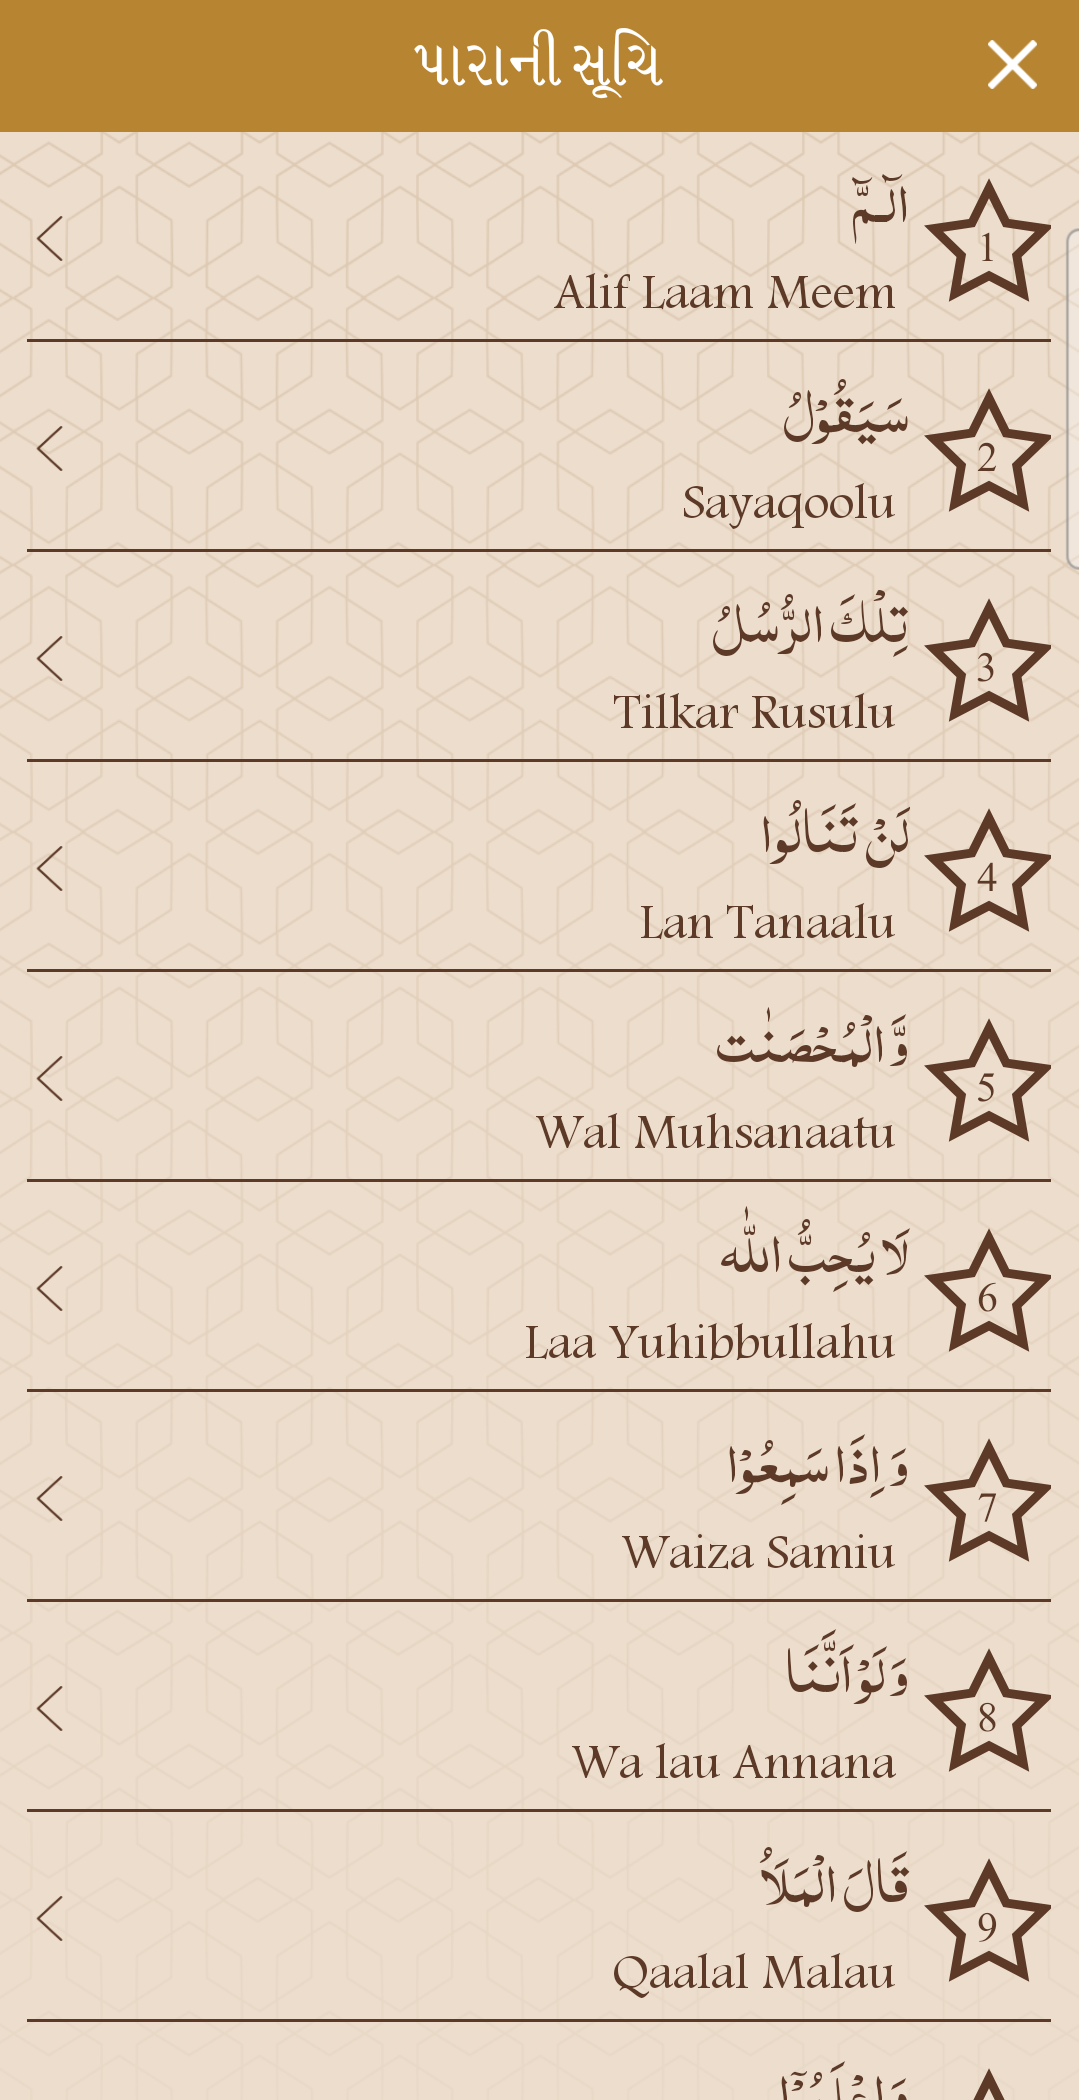 પારાની સૂચિ
الٓـمّٓ
1
Alif Laam Meem
سَيَقُوْلُ
2
Sayaqoolu
تِلْكَ الرُّسُلُ
3
Tilkar Rusulu
لَنْ تَنَالُوا
4
Lan Tanaalu
وَّالْمُحْصَنٰت
5
Wal Muhsanaatu
لَا يُحِبُّ اللّٰه
6
Laa Yuhibbullahu
وَ اِذَا سَمِعُوْا
7
Waiza Samiu
وَ لَوْ اَنَّنَا
8
Wa lau Annana
قَالَ الْمَلَاُ
9
Qaalal Malau